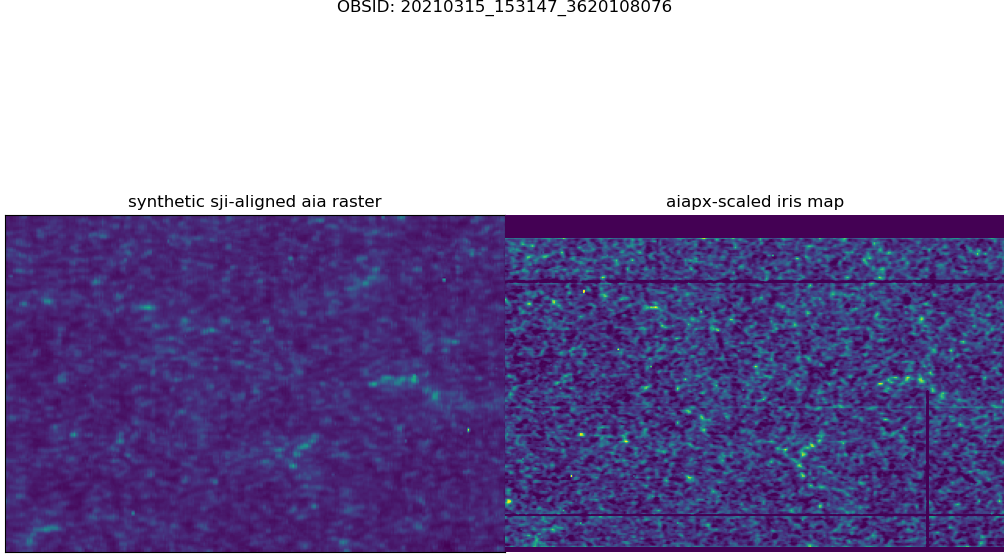 OBSID: 20210315_153147_3620108076
synthetic sji-aligned aia raster
aiapx-scaled iris map